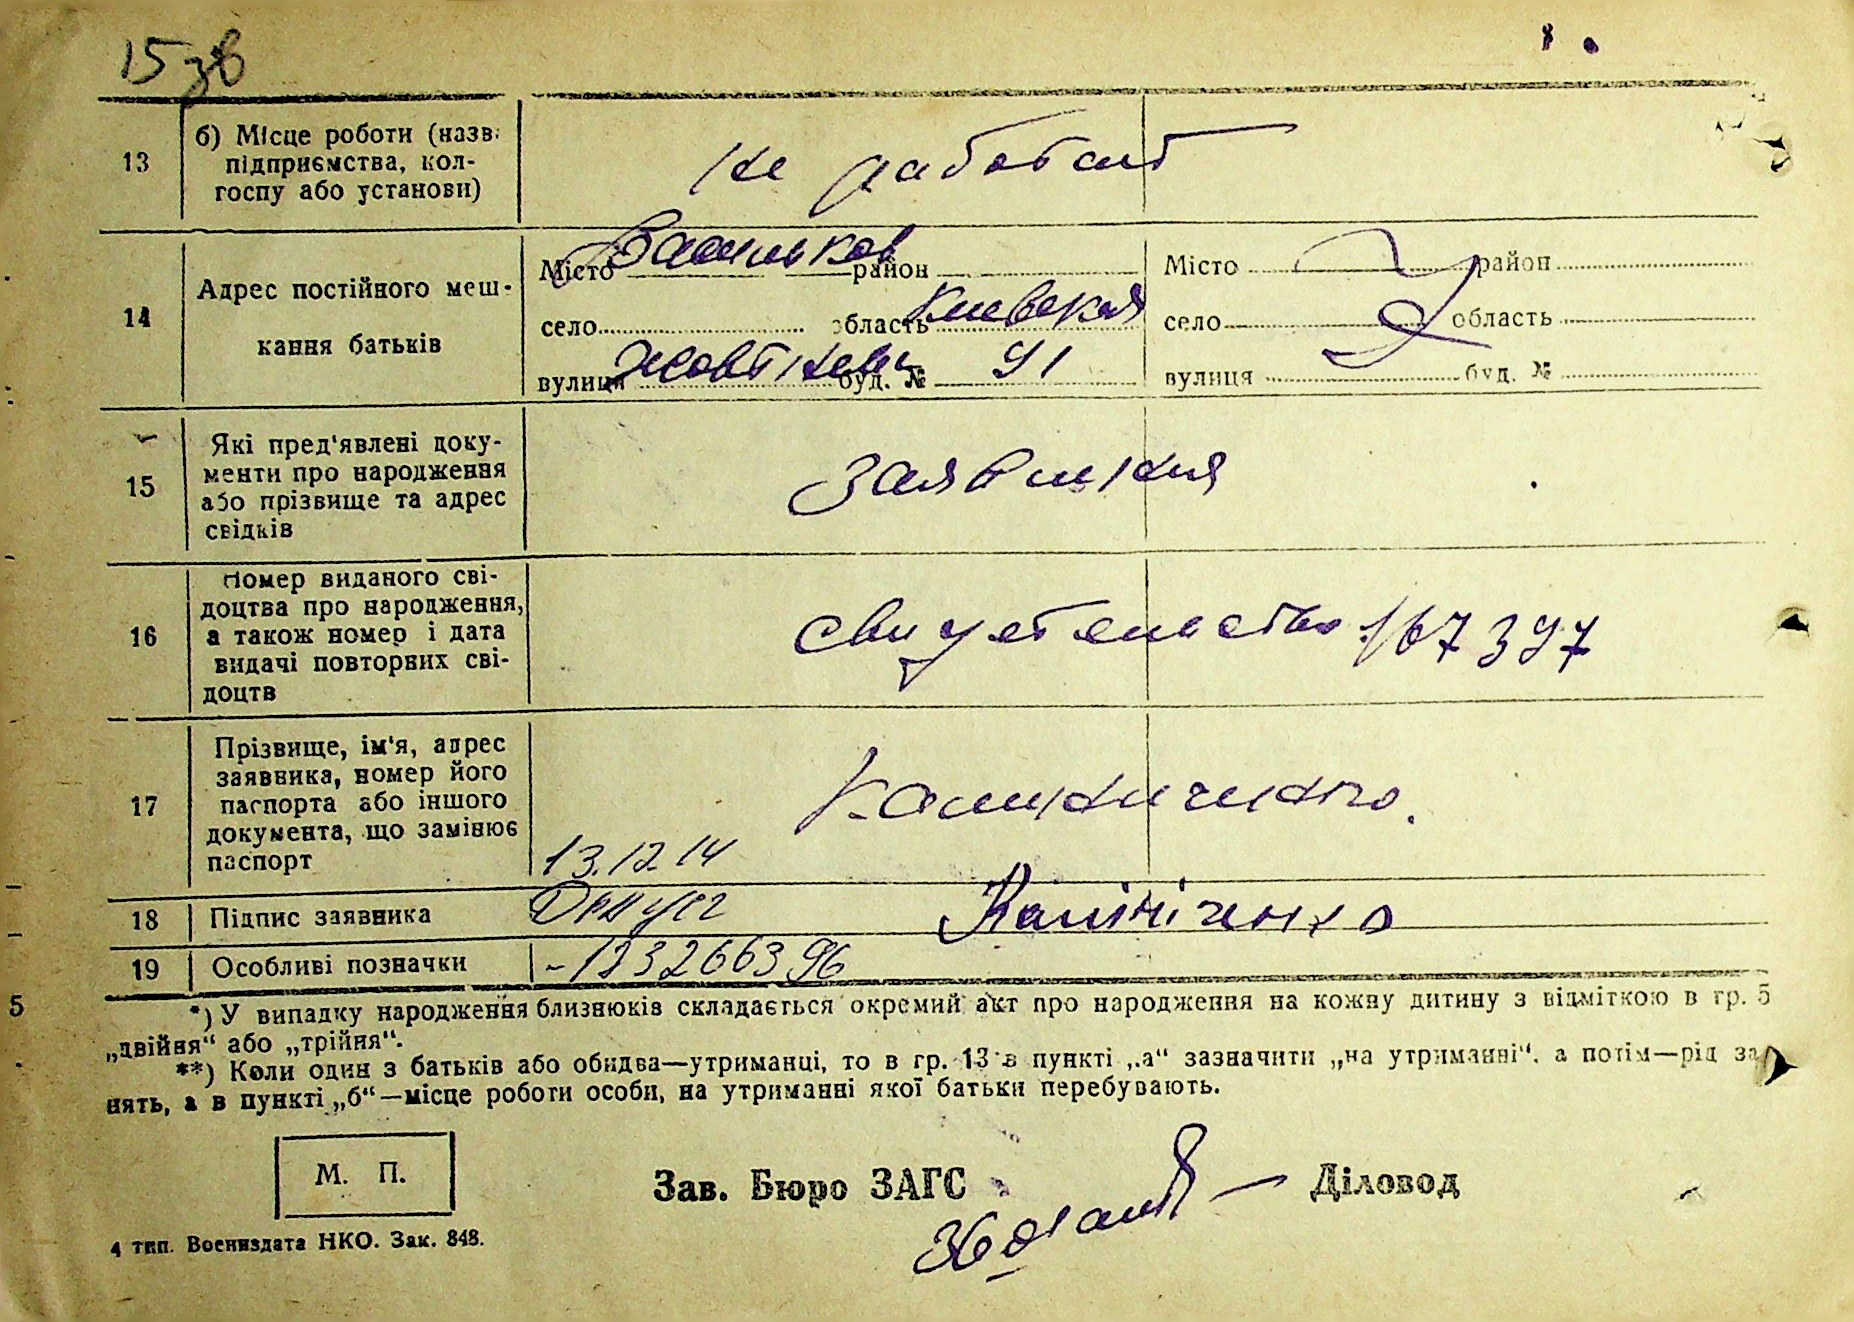 15 зв
13
б) Місце роботи (назв.
підприємства, кол-
госпу або установи)
не работает
14
Адрес постійного меш-
кання батьків
Місто Васильков район
село область Киевская
вулиця Жовтнева буд. № 91
Місто район
село область
вулиця буд. №
15
Які пред'явлені доку-
менти про народження
або прізвище та адрес
свідків
16
Номер виданого сві-
доцтва про народження,
а також номер і дата
видачі повторних сві-
доцтв
свидетельство 167397
17
Прізвище, ім'я, адрес
заявника, номер його
паспорта або іншого
документа, що замінює
паспорт
Калиниченко.
13.12 14
18
Підпис заявника
Калініченко
19
Особливі позначки
-1232663 96
5
*) У випадку народження близнюків складається окремий акт про народження на кожну дитину з відміткою в гр. 5
„двійня“ або „трійня“.
**) Коли один з батьків або обидва—утриманці, то в гр. 13 в пункті „а“ зазначити „на утриманні“, а потім—рід за
нять, а в пункті „б“—місце роботи особи, на утриманні якої батьки перебувають.
М. П.
Зав. Бюро ЗАГС
Діловод
4 тип. Воениздата НКО. Зак. 848.